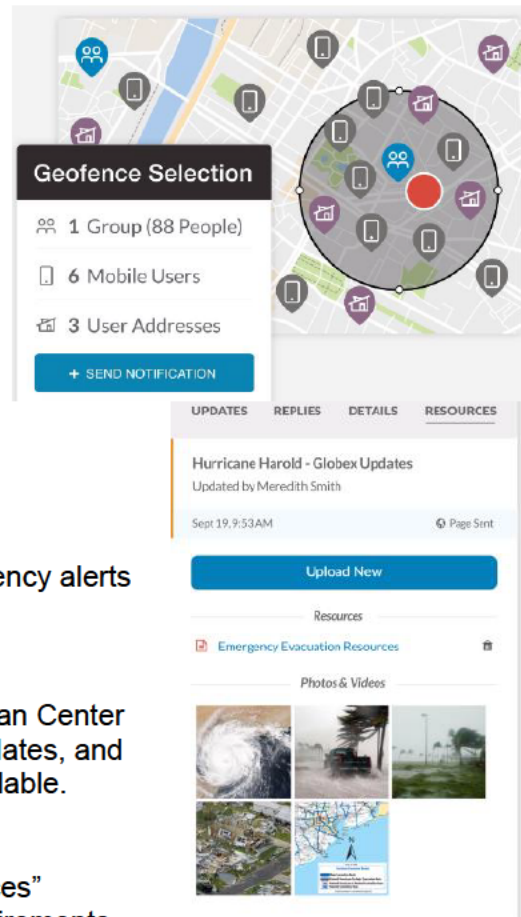 Geofence Selection
1 Group (88 People)
6 Mobile Users
3 User Addresses
+ SEND NOTIFICATION
UPDATES REPLIES DETAILS RESOURCES
Hurricane Harold - Globex Updates
Updated by Meredith Smith
Sept 19, 9:53AM Page Sent
Upload New
Resources
Emergency Evacuation Resources
Photos & Videos
ency alerts
an Center
lates, and
lable.
es"